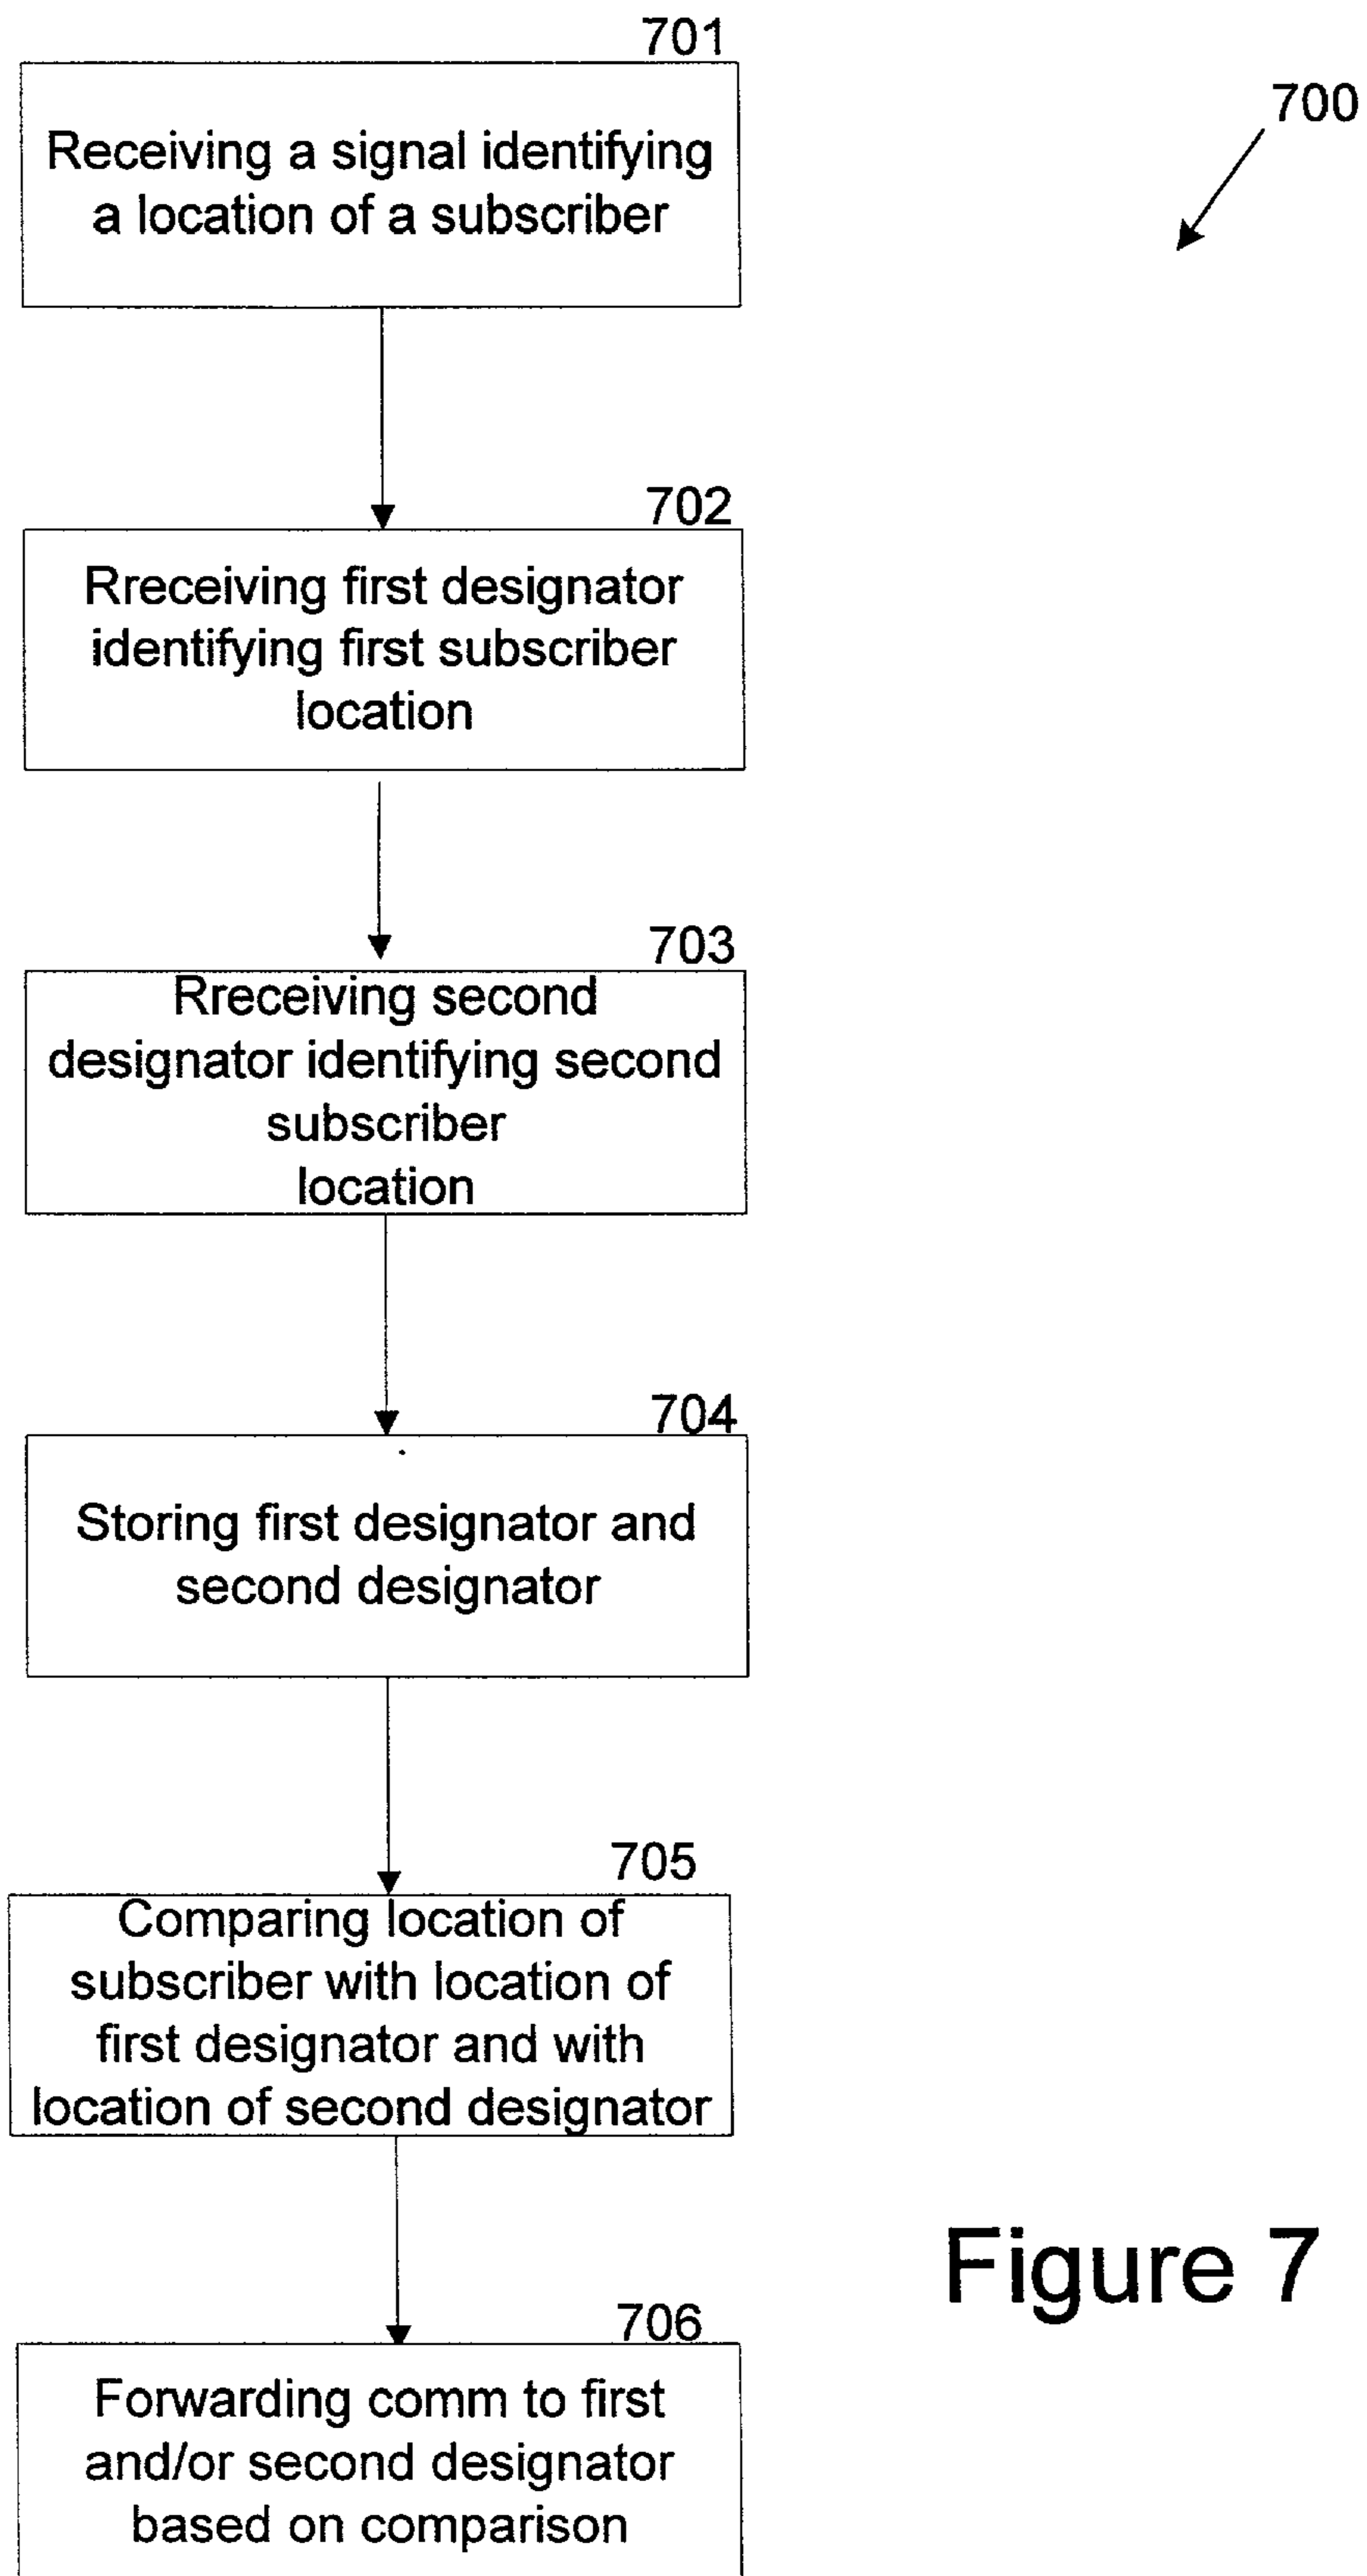 701
700
Receiving a signal identifying
a location of a subscriber
702
Rreceiving first designator
identifying first subscriber
location
703
Rreceiving second
designator identifying second
subscriber
location
704
Storing first designator and
second designator
705
Comparing location of
subscriber with location of
first designator and with
location of second designator
706
Forwarding comm to first
and/or second designator
based on comparison
Figure 7